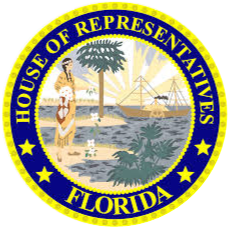 HOUSE OF REPRESENTATIVES
FLORIDA